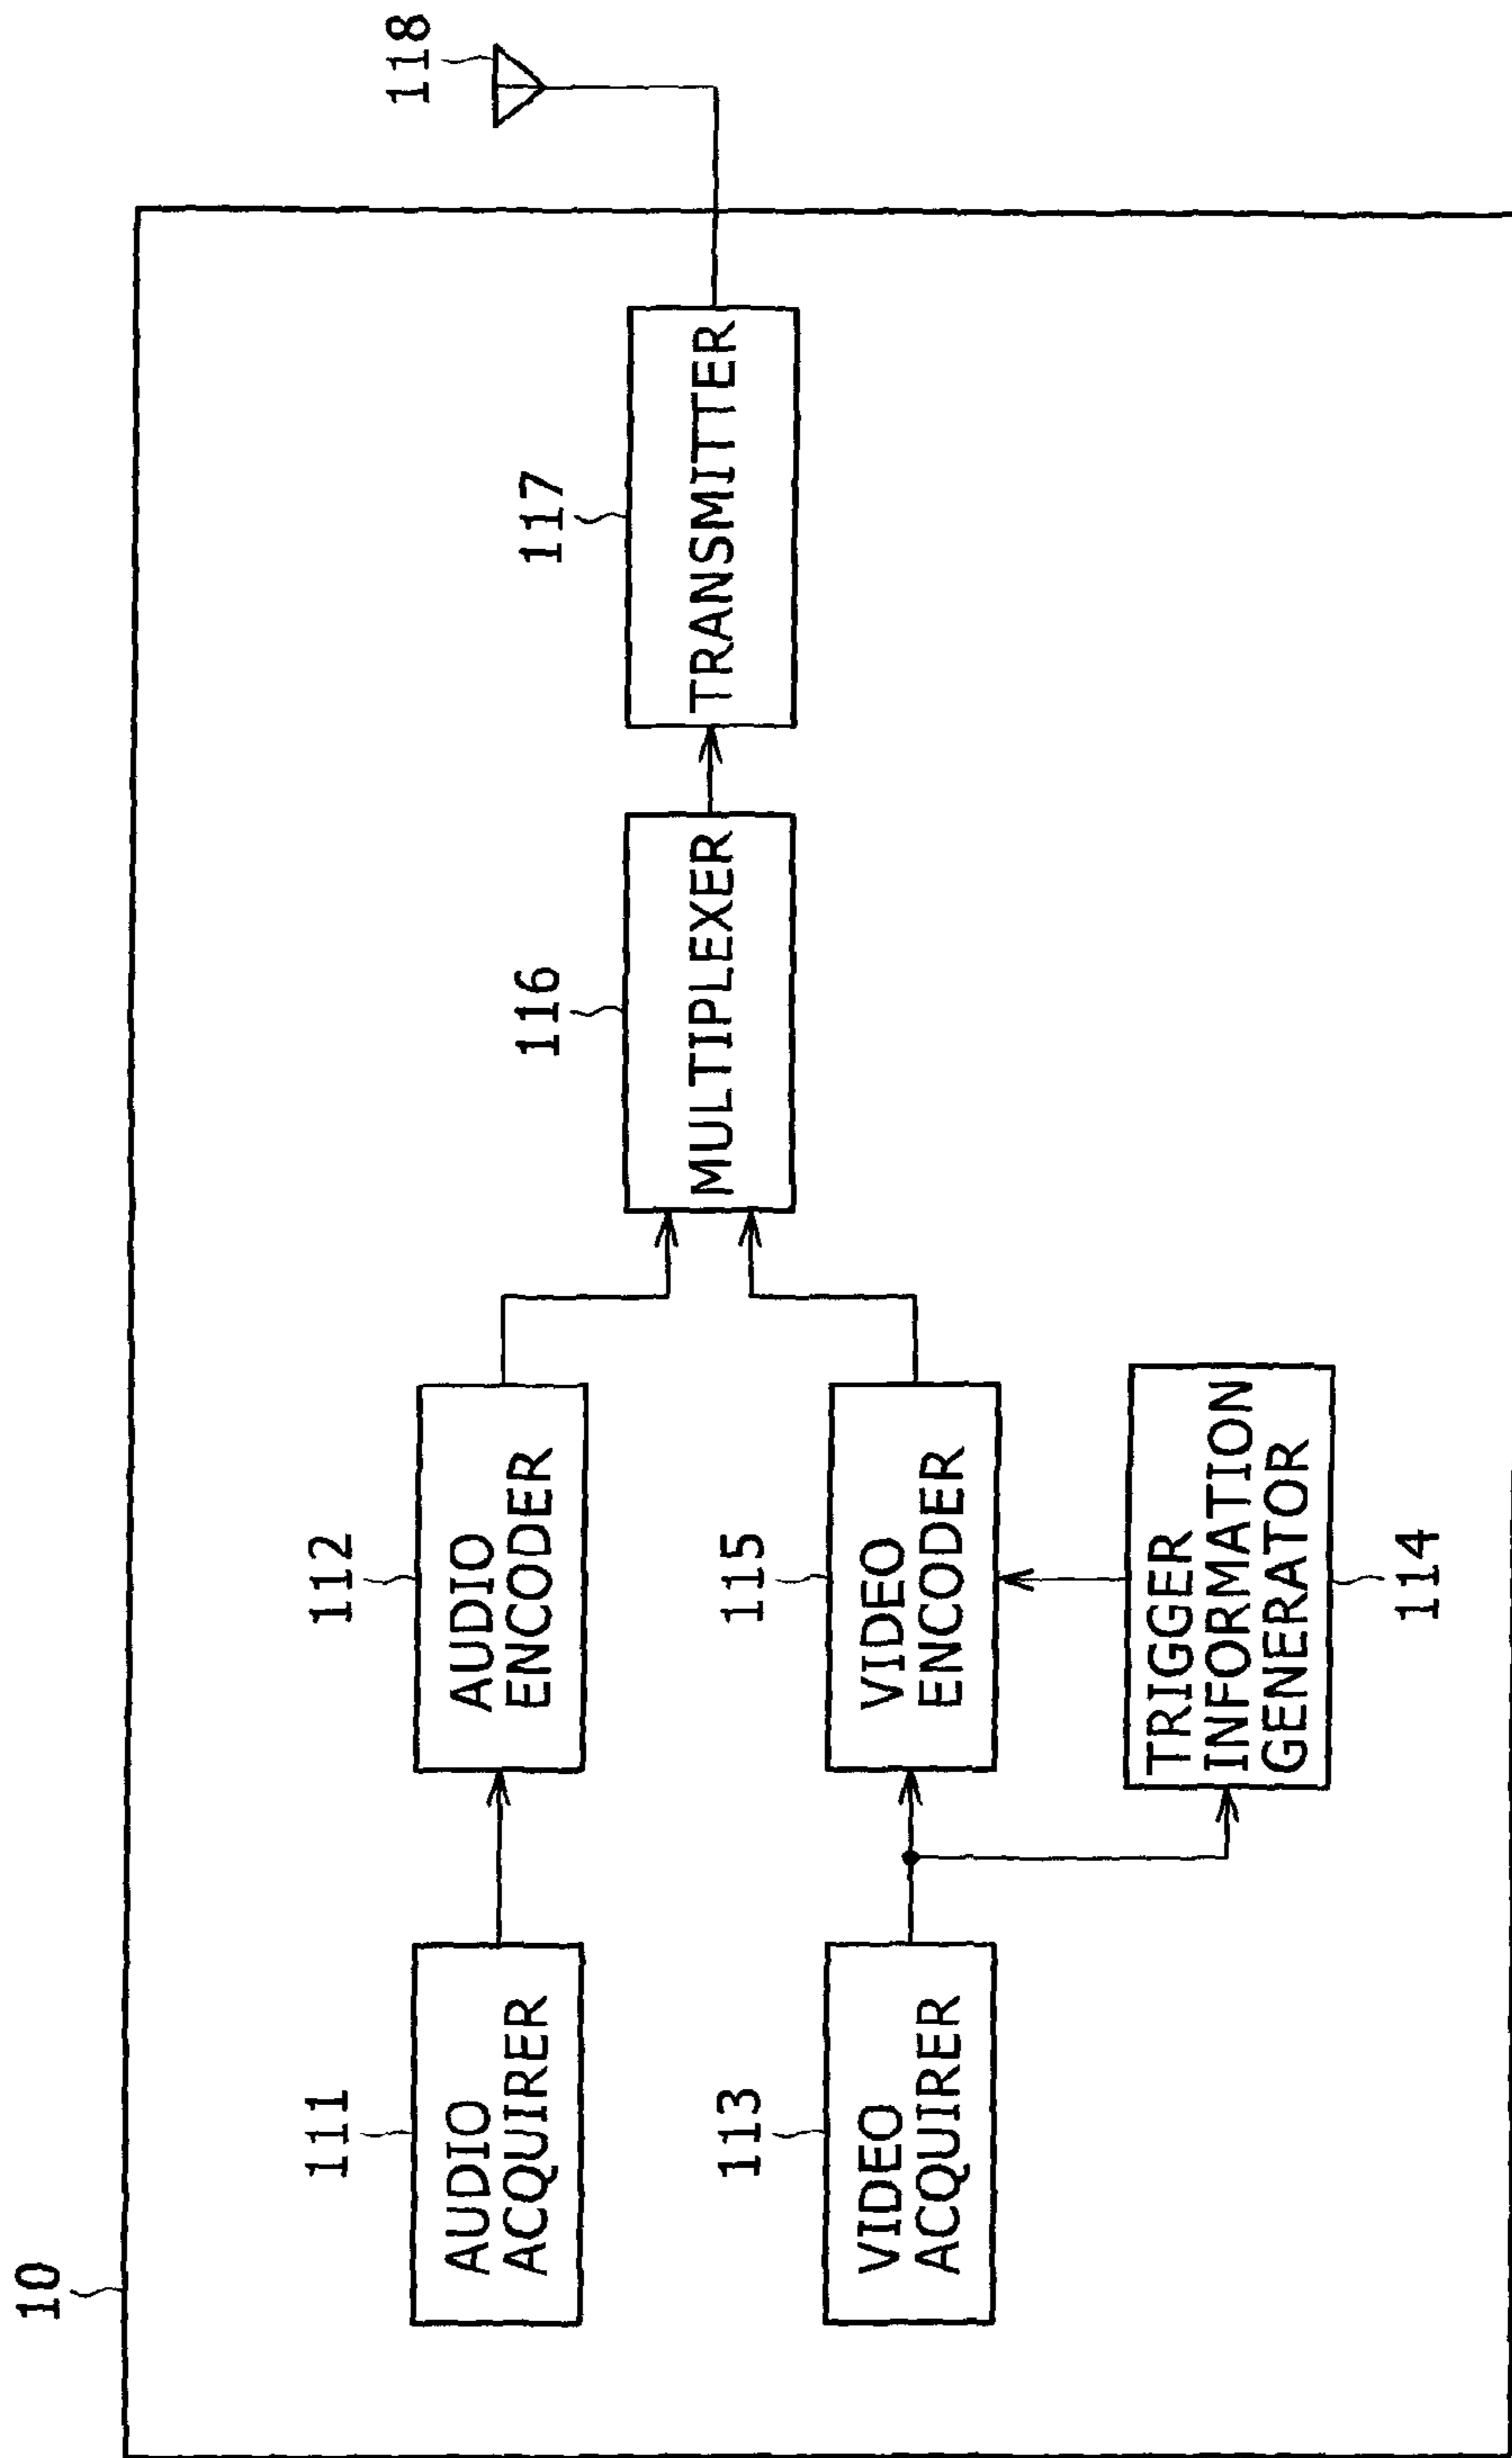 10
111
AUDIO
ACQUIRER
112
AUDIO
ENCODER
113
VIDEO
ACQUIRER
115
VIDEO
ENCODER
TRIGGER
INFORMATION
GENERATOR
114
116
MULTIPLEXER
117
TRANSMITTER
118